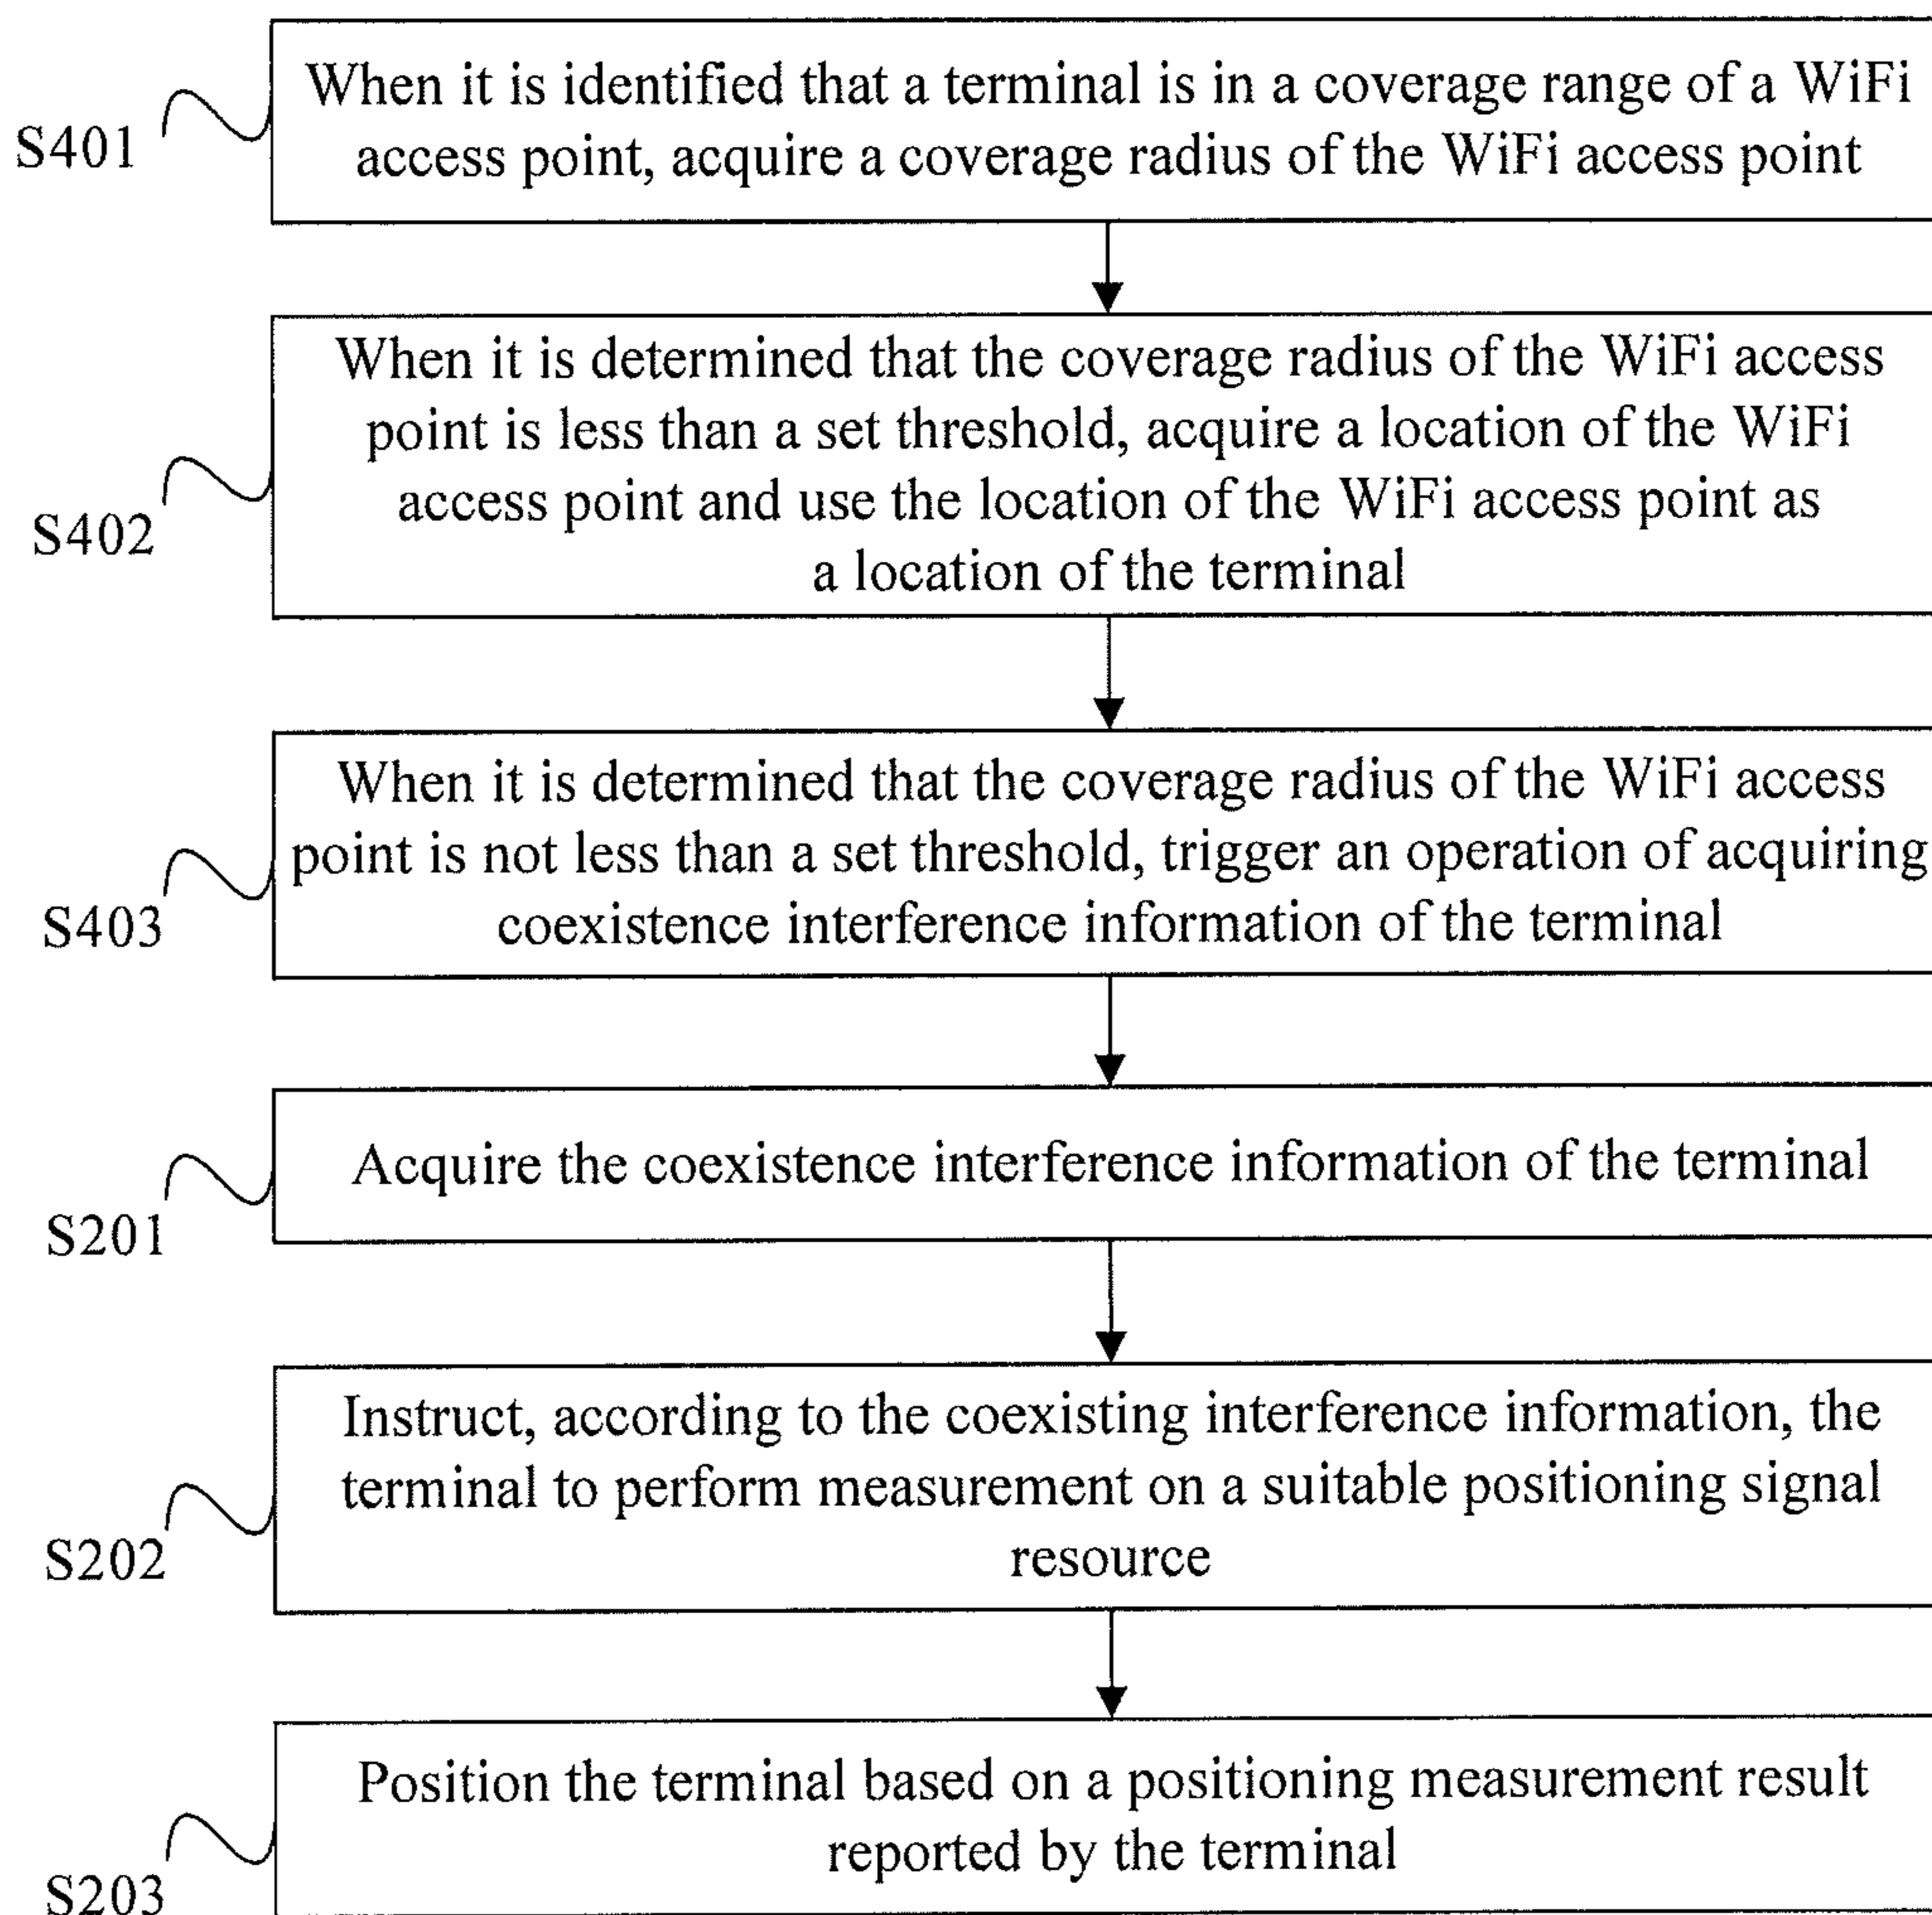 When it is identified that a terminal is in a coverage range of a WiFi
access point, acquire a coverage radius of the WiFi access point
S401
When it is determined that the coverage radius of the WiFi access
point is less than a set threshold, acquire a location of the WiFi
access point and use the location of the WiFi access point as
a location of the terminal
S402
When it is determined that the coverage radius of the WiFi access
point is not less than a set threshold, trigger an operation of acquiring
coexistence interference information of the terminal
S403
Acquire the coexistence interference information of the terminal
S201
Instruct, according to the coexisting interference information, the
terminal to perform measurement on a suitable positioning signal
resource
S202
Position the terminal based on a positioning measurement result
reported by the terminal
S203